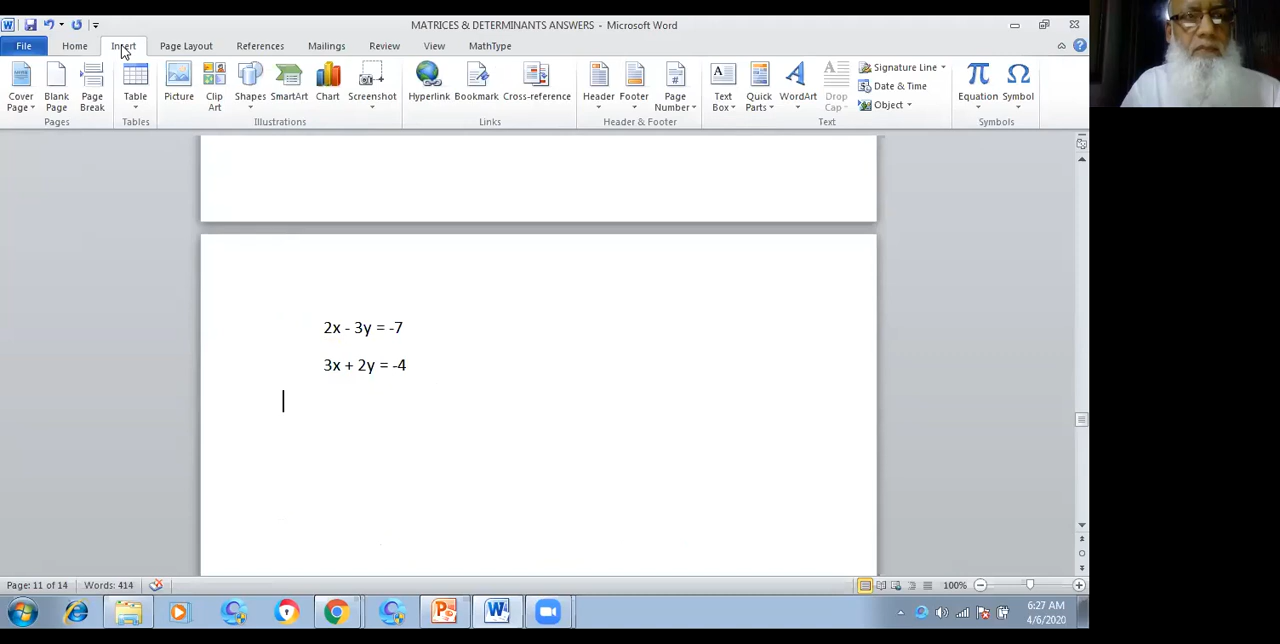 MATRICES & DETERMINANTS ANSWERS - Microsoft Word
File Home Insert Page Layout References Mailings Review View MathType
Cover Page
Blank Page
Page Break
Pages
Table
Tables
Picture
Clip Art
Shapes
SmartArt
Chart
Screenshot
Illustrations
Hyperlink
Bookmark
Cross-reference
Links
Header
Footer
Page Number
Header & Footer
Text Box
Quick Parts
WordArt
Drop Cap
Signature Line
Date & Time
Object
Text
Equation
Symbol
Symbols
2x - 3y = -7
3x + 2y = -4
Page: 11 of 14 Words: 414 100%
6:27 AM
4/6/2020